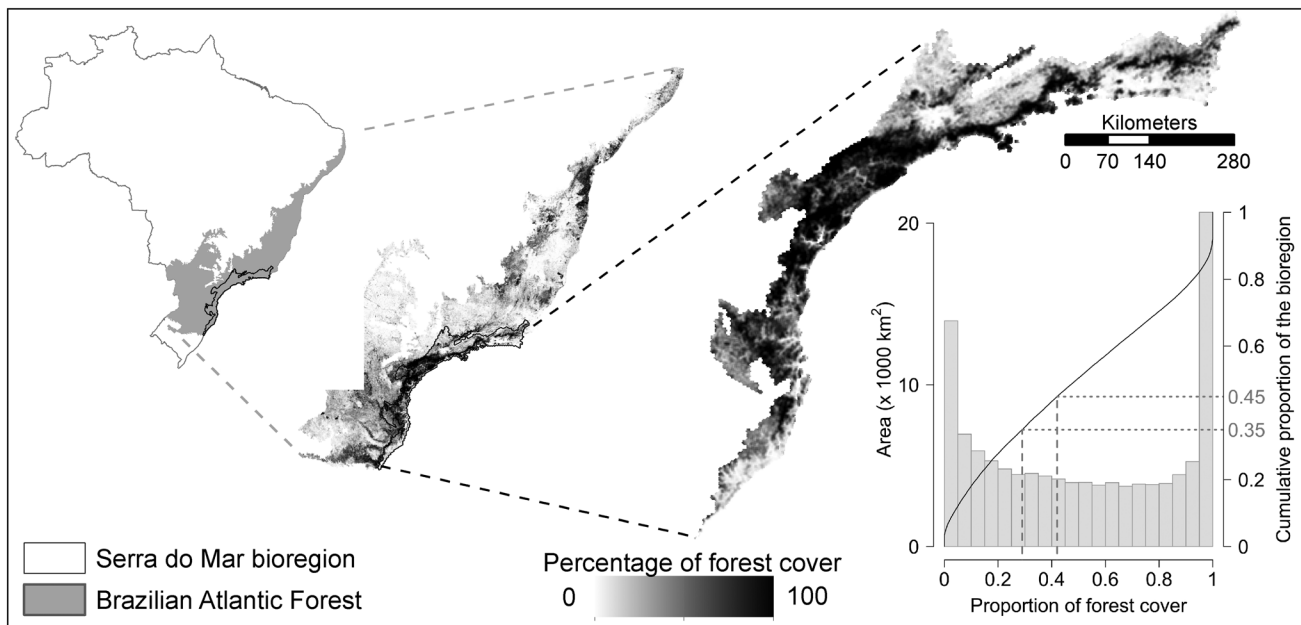 Kilometers
0 70 140 280
20
10
0
Area (x 1000 km²)
1
0.8
0.6
0.45
0.35
0.2
0
Cumulative proportion of the bioregion
0 0.2 0.4 0.6 0.8 1
Proportion of forest cover
Serra do Mar bioregion
Brazilian Atlantic Forest
Percentage of forest cover
0 100